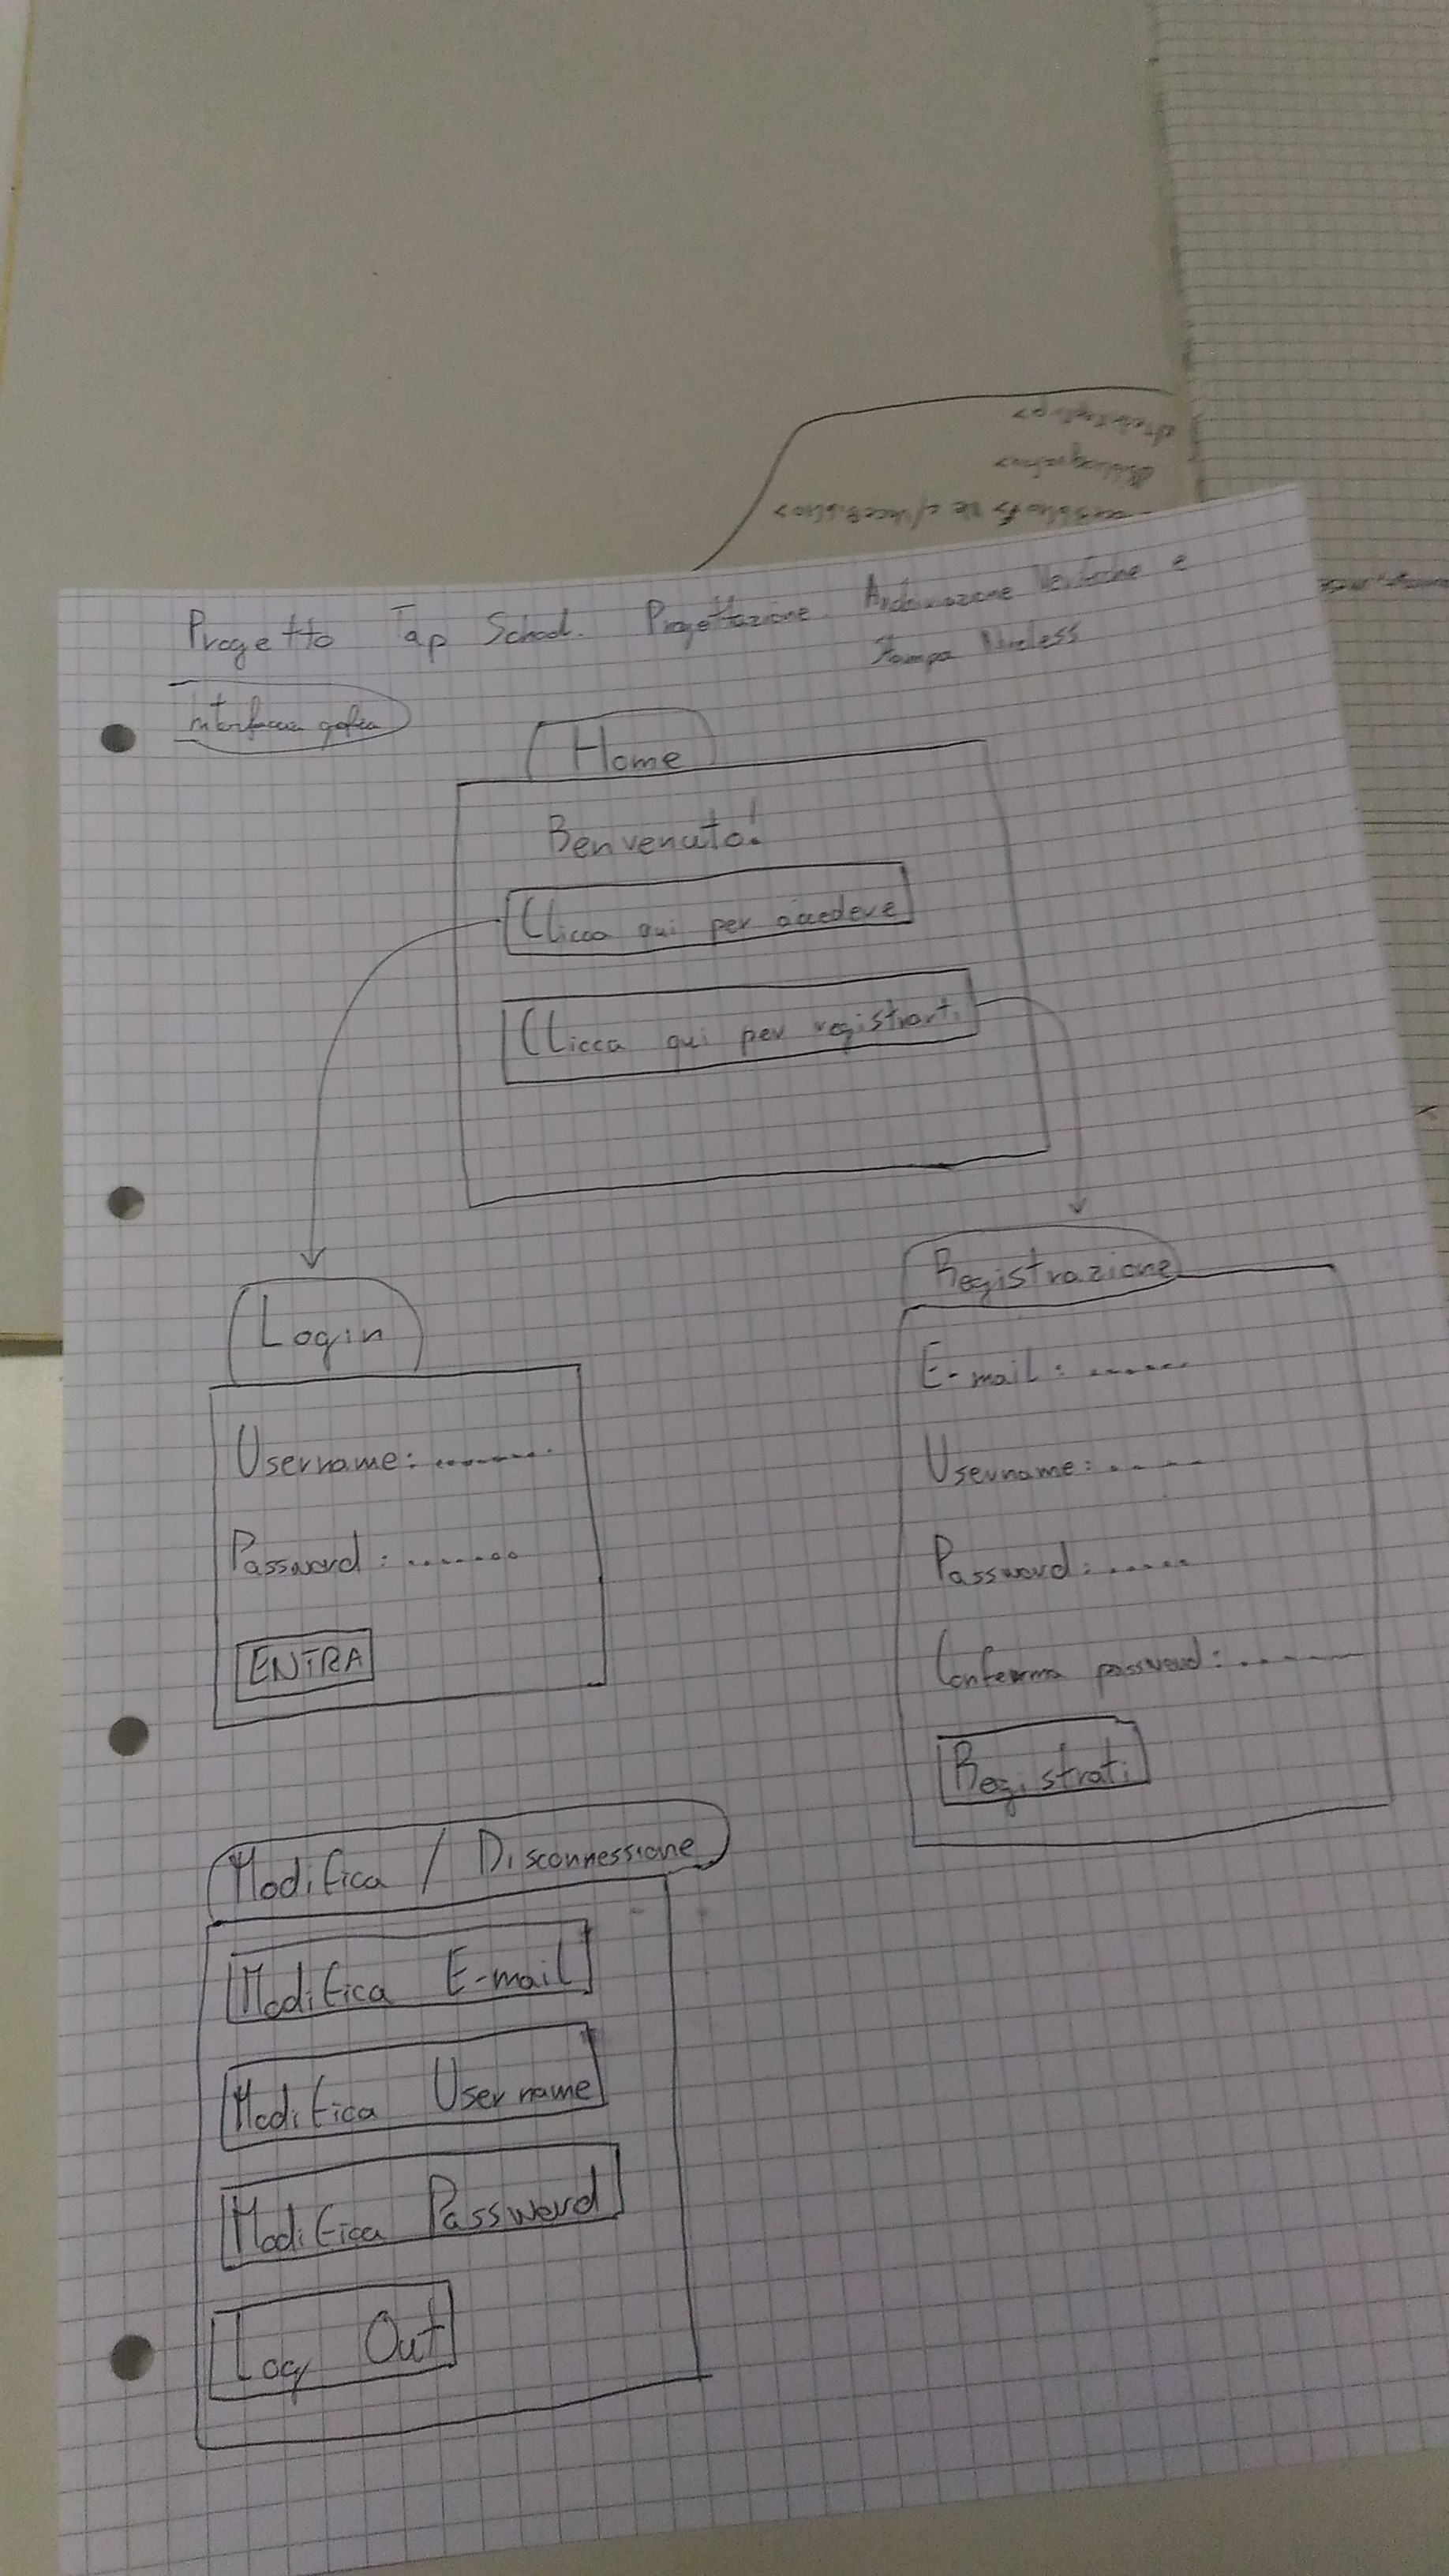 Progetto Tap School. Progettazione. Archiviazione Verifiche e
Stampa Wireless
Interfaccia grafica
Home
Benvenuto!
Clicca qui per accedere
Clicca qui per registrarti
Login
Username: ........
Password: .......
ENTRA
Registrazione
E-mail: ......
Username: .....
Password: .....
Conferma password: ......
Registrati
Modifica / Disconnessione
Modifica E-mail
Modifica Username
Modifica Password
Log Out